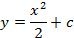 y = x²/2 + c